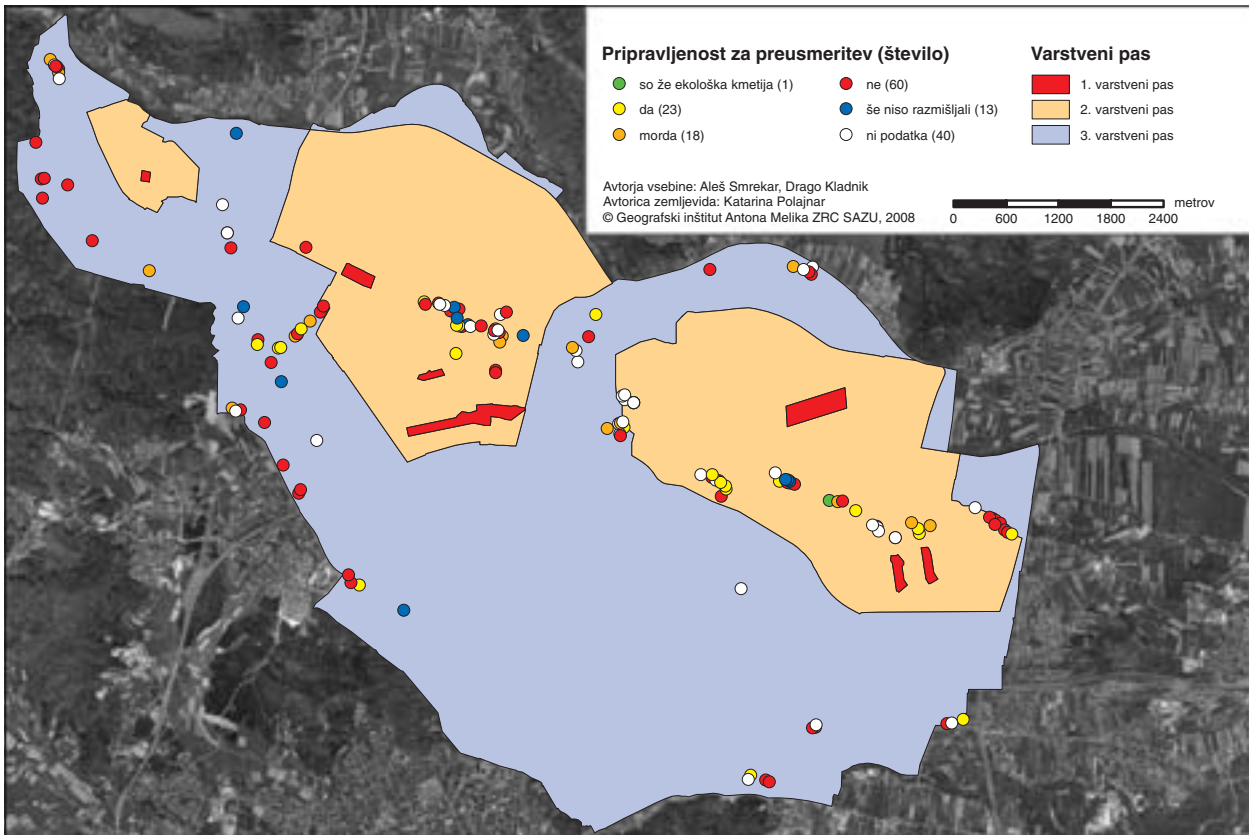 Pripravljenost za preusmeritev (število)
so že ekološka kmetija (1)
da (23)
morda (18)
ne (60)
še niso razmišljali (13)
ni podatka (40)
Varstveni pas
1. varstveni pas
2. varstveni pas
3. varstveni pas
Avtorja vsebine: Aleš Smrekar, Drago Kladnik
Avtorica zemljevida: Katarina Polajnar
© Geografski inštitut Antona Melika ZRC SAZU, 2008
metrov
0 600 1200 1800 2400